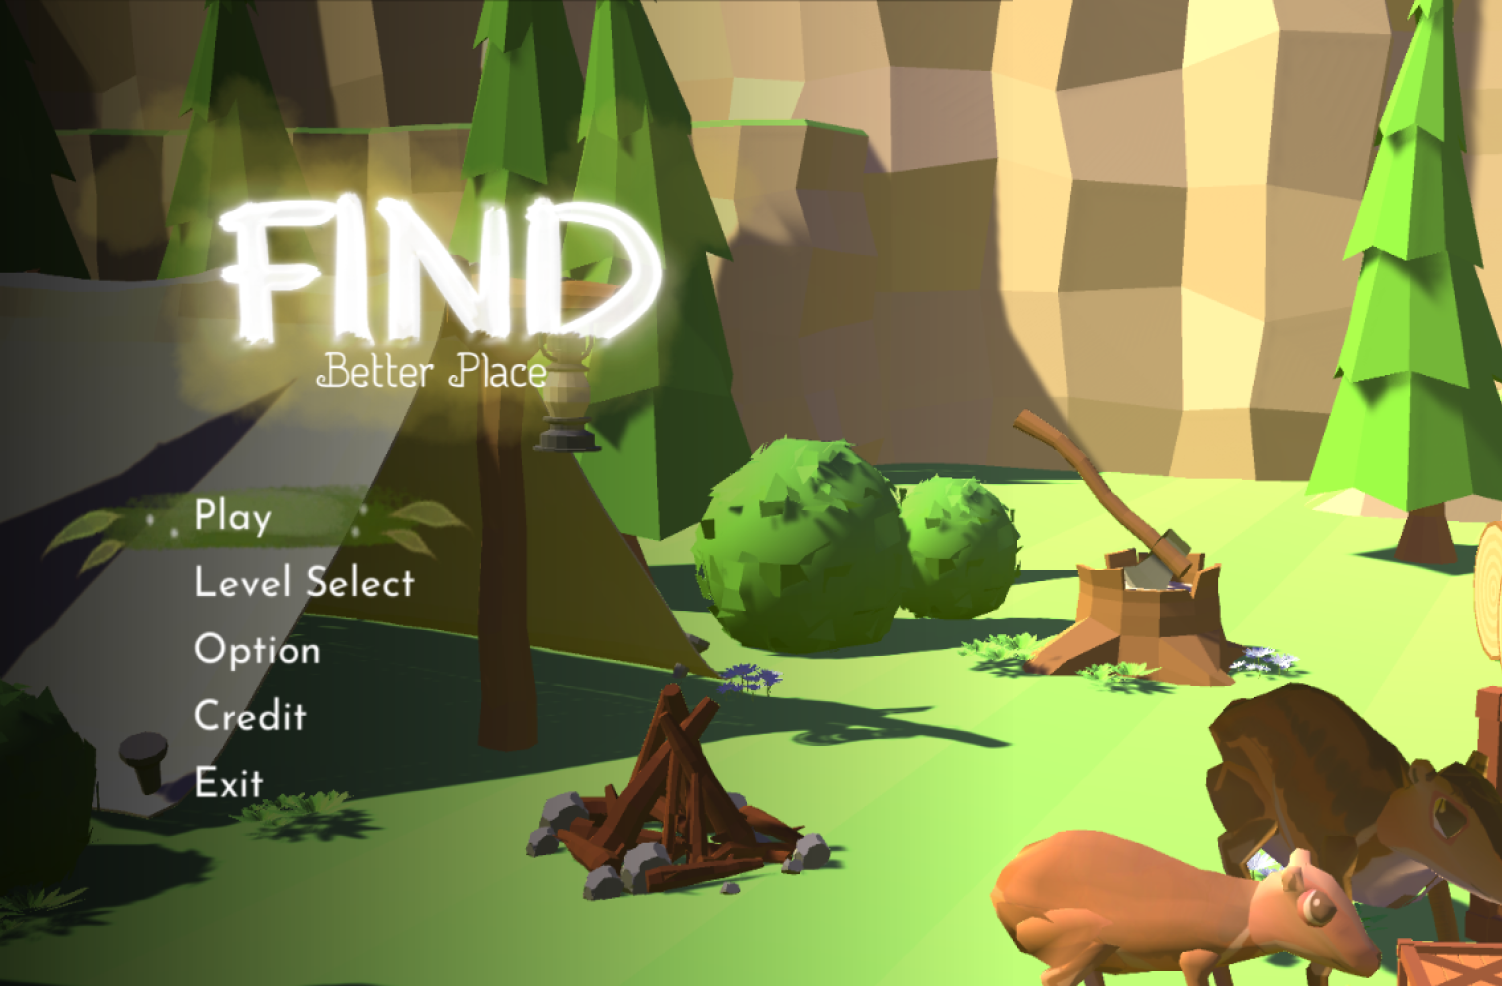 FIND
Better Place
Play
Level Select
Option
Credit
Exit